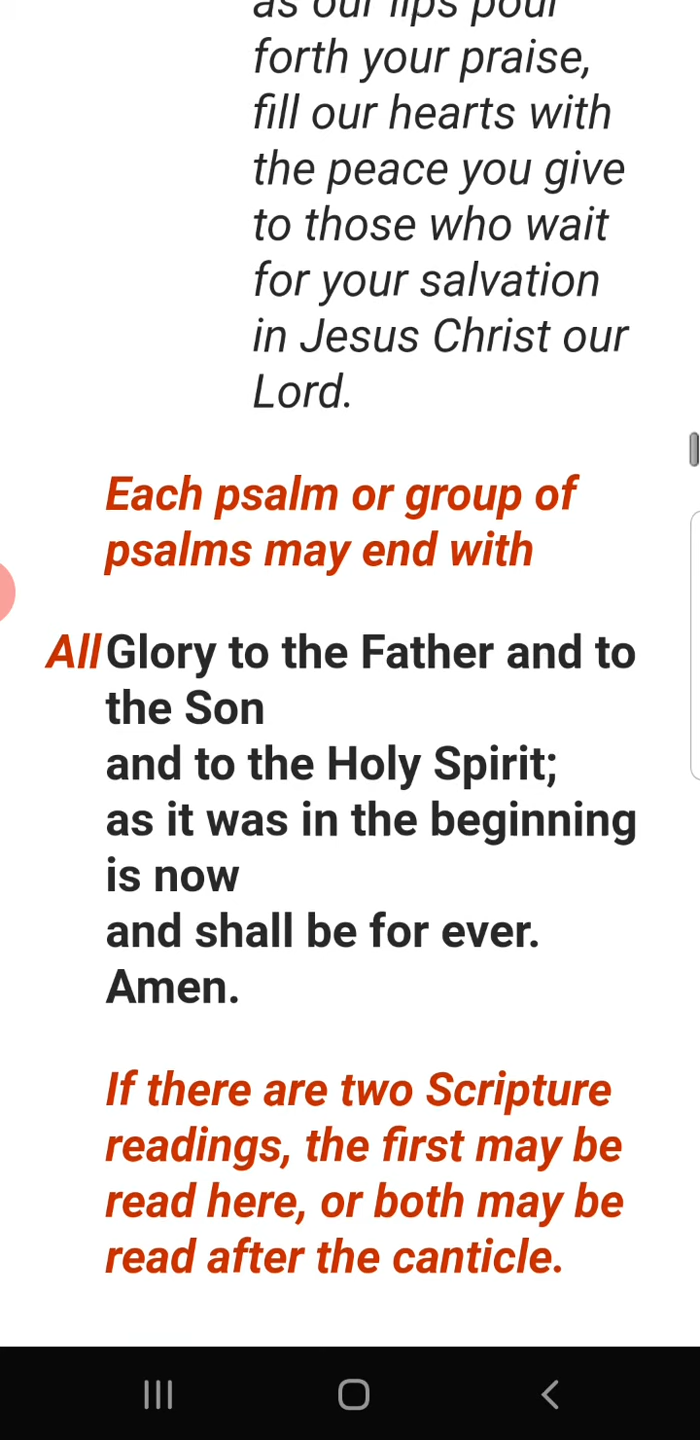 as our lips pour
forth your praise,
fill our hearts with
the peace you give
to those who wait
for your salvation
in Jesus Christ our
Lord.
Each psalm or group of
psalms may end with
All Glory to the Father and to
the Son
and to the Holy Spirit;
as it was in the beginning
is now
and shall be for ever.
Amen.
If there are two Scripture
readings, the first may be
read here, or both may be
read after the canticle.